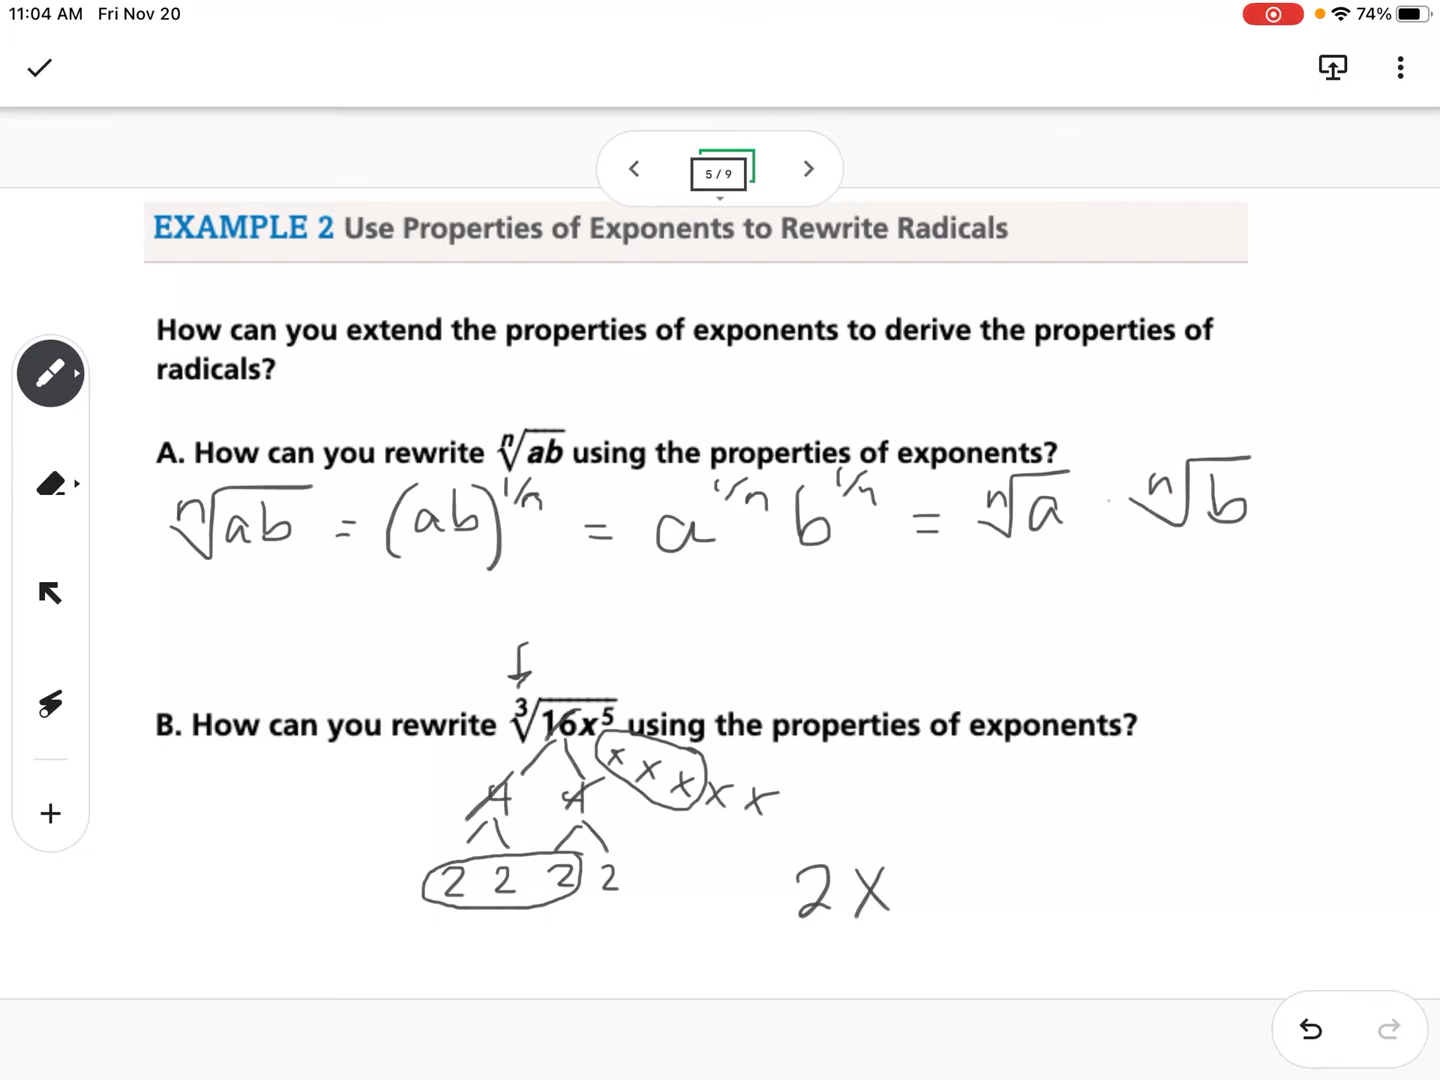 11:04 AM Fri Nov 20 74%
5 / 9
EXAMPLE 2 Use Properties of Exponents to Rewrite Radicals
How can you extend the properties of exponents to derive the properties of
radicals?
A. How can you rewrite ⁿ√ab using the properties of exponents?
ⁿ√ab = (ab)^1/n = a^1/n b^1/n = ⁿ√a · ⁿ√b
B. How can you rewrite ³√16x⁵ using the properties of exponents?
x x x x x
4 4
2 2 2 2
2x